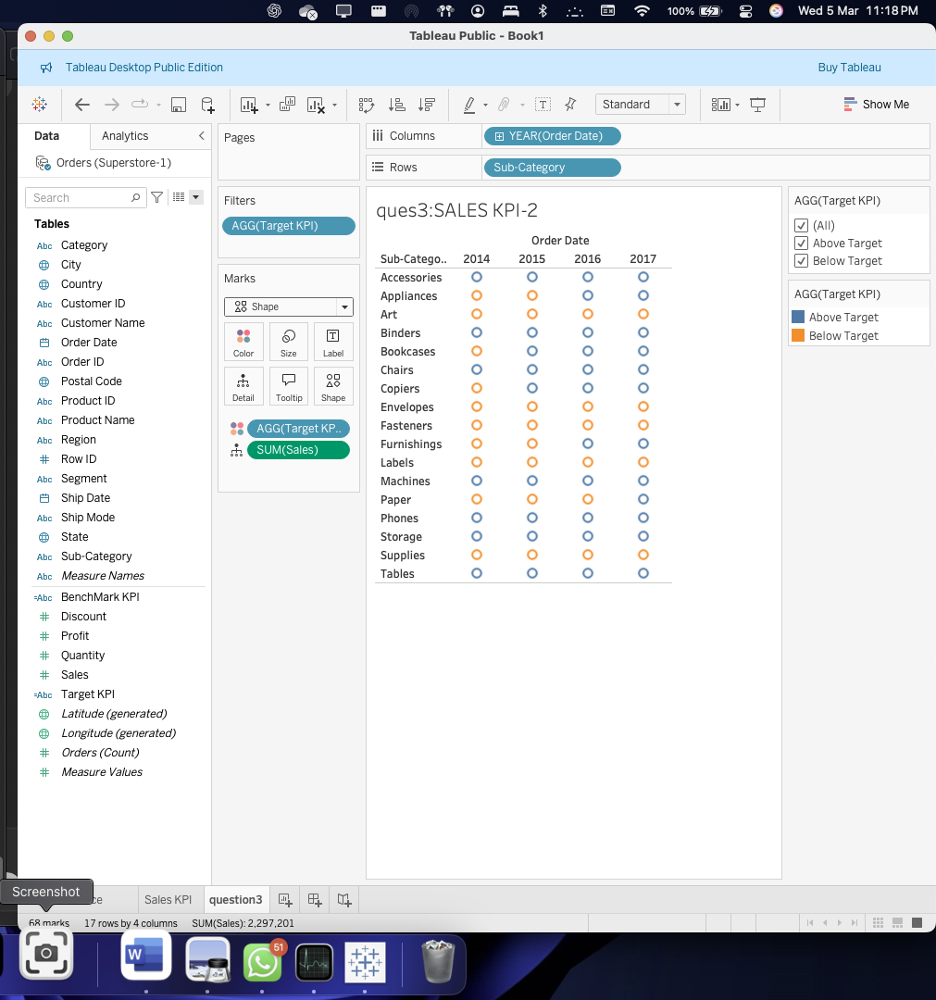 100%
Wed 5 Mar 11:18 PM
Tableau Public - Book1
Tableau Desktop Public Edition
Buy Tableau
Standard
Show Me
Data
Analytics
Orders (Superstore-1)
Search
Tables
Abc Category
City
Country
Abc Customer ID
Abc Customer Name
Order Date
Abc Order ID
Postal Code
Abc Product ID
Abc Product Name
Abc Region
Row ID
Abc Segment
Ship Date
Abc Ship Mode
State
Abc Sub-Category
Abc Measure Names
=Abc BenchMark KPI
Discount
Profit
Quantity
Sales
=Abc Target KPI
Latitude (generated)
Longitude (generated)
Orders (Count)
Measure Values
Pages
Filters
AGG(Target KPI)
Marks
Shape
Color
Size
Label
Detail
Tooltip
Shape
AGG(Target KP..
SUM(Sales)
Columns
YEAR(Order Date)
Rows
Sub-Category
ques3:SALES KPI-2
Order Date
Sub-Catego.. 2014 2015 2016 2017
Accessories
Appliances
Art
Binders
Bookcases
Chairs
Copiers
Envelopes
Fasteners
Furnishings
Labels
Machines
Paper
Phones
Storage
Supplies
Tables
AGG(Target KPI)
(All)
Above Target
Below Target
AGG(Target KPI)
Above Target
Below Target
Screenshot
ce
Sales KPI
question3
68 marks
17 rows by 4 columns
SUM(Sales): 2,297,201
W
51